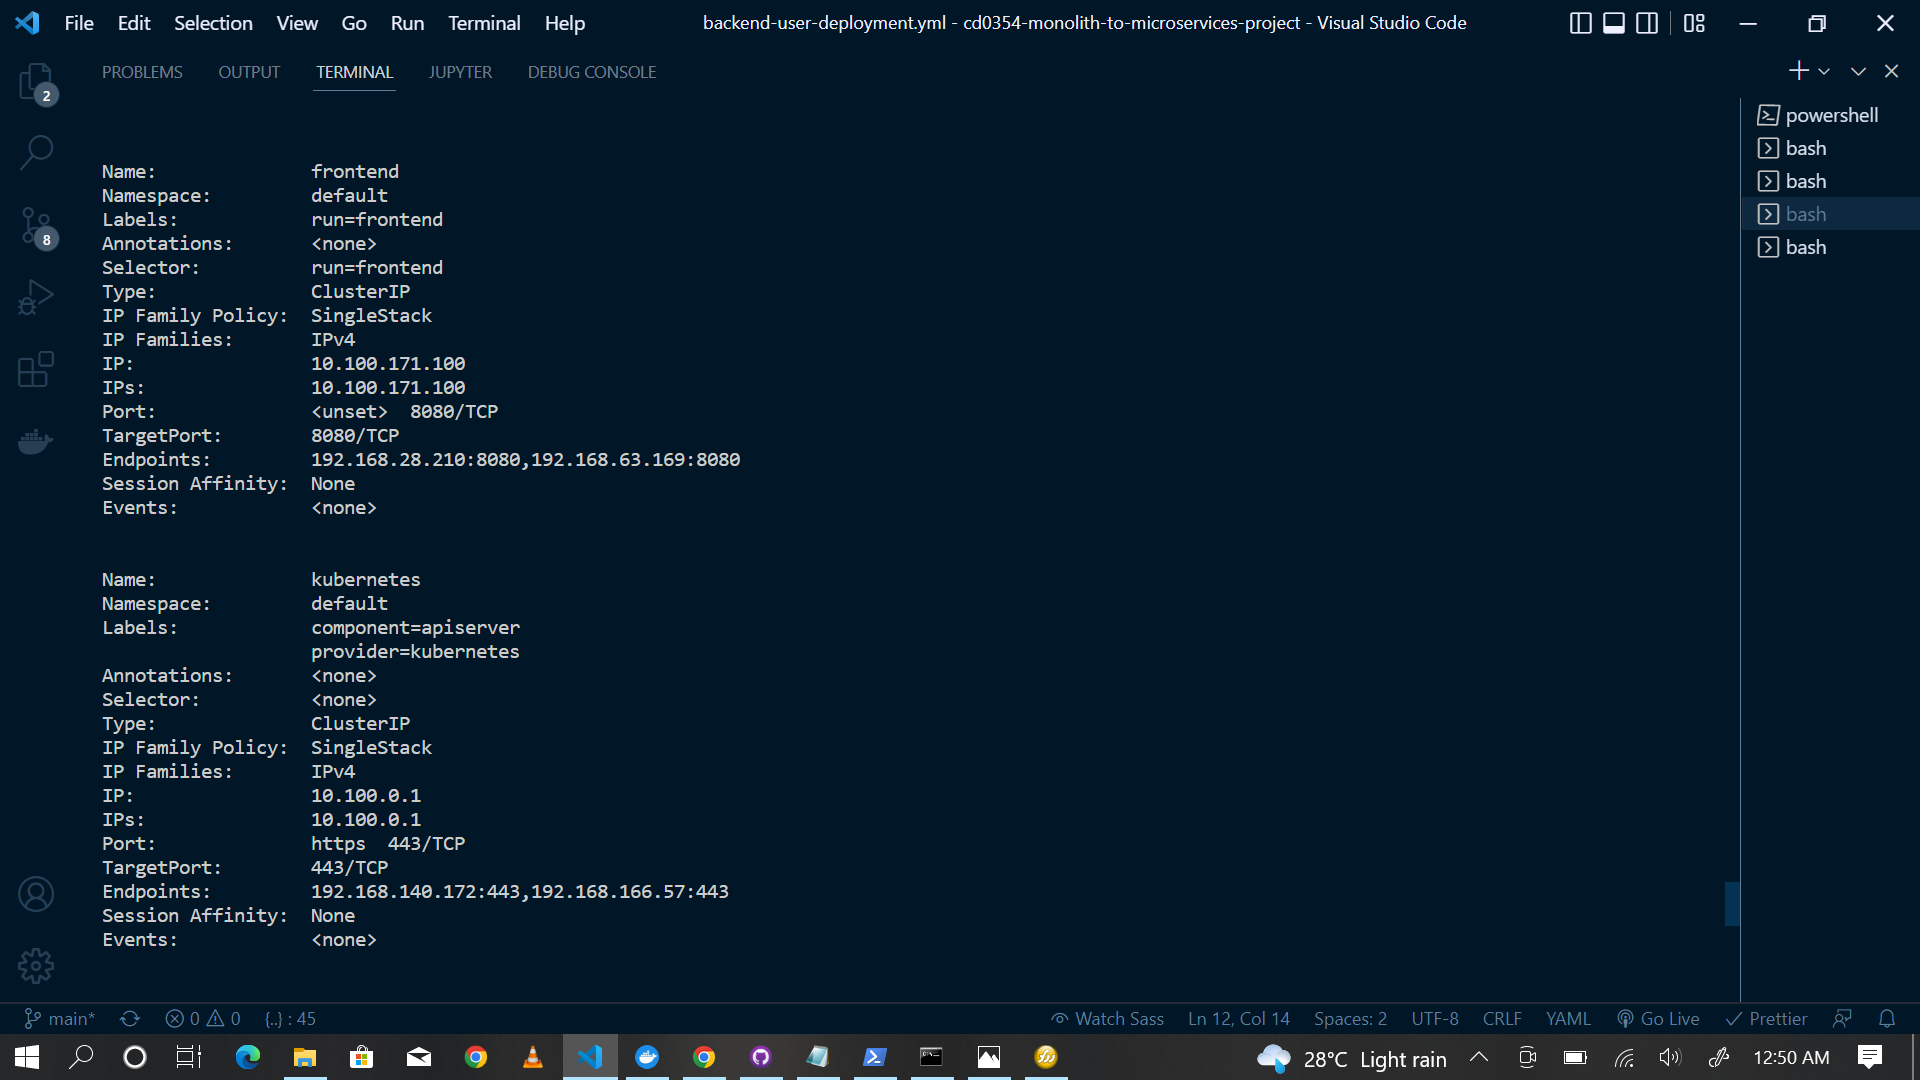 File Edit Selection View Go Run Terminal Help
backend-user-deployment.yml - cd0354-monolith-to-microservices-project - Visual Studio Code
PROBLEMS OUTPUT TERMINAL JUPYTER DEBUG CONSOLE
2
8
Name: frontend
Namespace: default
Labels: run=frontend
Annotations: <none>
Selector: run=frontend
Type: ClusterIP
IP Family Policy: SingleStack
IP Families: IPv4
IP: 10.100.171.100
IPs: 10.100.171.100
Port: <unset> 8080/TCP
TargetPort: 8080/TCP
Endpoints: 192.168.28.210:8080,192.168.63.169:8080
Session Affinity: None
Events: <none>
Name: kubernetes
Namespace: default
Labels: component=apiserver
provider=kubernetes
Annotations: <none>
Selector: <none>
Type: ClusterIP
IP Family Policy: SingleStack
IP Families: IPv4
IP: 10.100.0.1
IPs: 10.100.0.1
Port: https 443/TCP
TargetPort: 443/TCP
Endpoints: 192.168.140.172:443,192.168.166.57:443
Session Affinity: None
Events: <none>
powershell
bash
bash
bash
bash
main* 0 0 {..} : 45 Watch Sass Ln 12, Col 14 Spaces: 2 UTF-8 CRLF YAML Go Live Prettier
28°C Light rain 12:50 AM